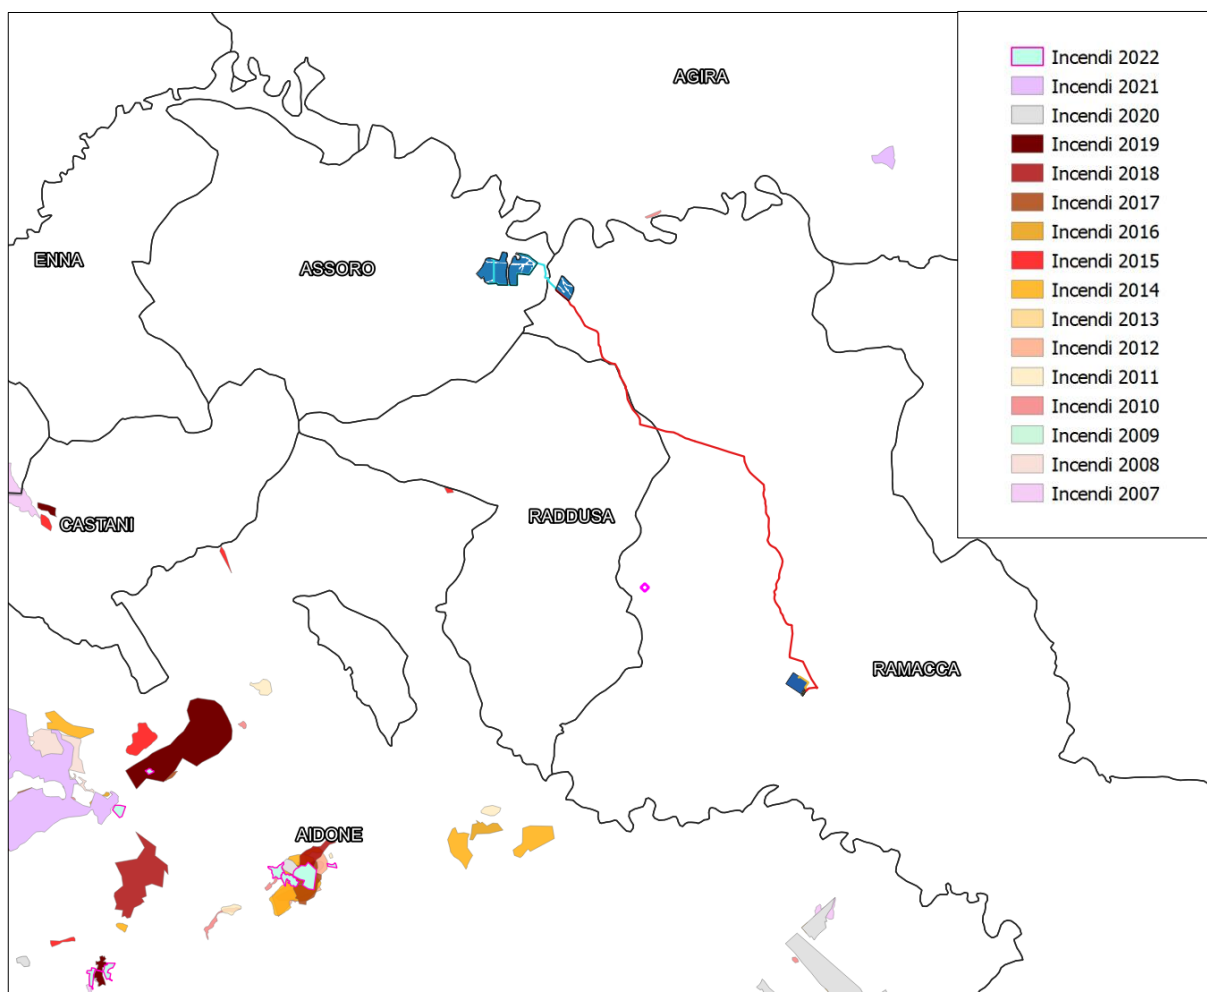 AGIRA
ENNA
ASSORO
CASTANI
RADDUSA
RAMACCA
AIDONE
Incendi 2022
Incendi 2021
Incendi 2020
Incendi 2019
Incendi 2018
Incendi 2017
Incendi 2016
Incendi 2015
Incendi 2014
Incendi 2013
Incendi 2012
Incendi 2011
Incendi 2010
Incendi 2009
Incendi 2008
Incendi 2007